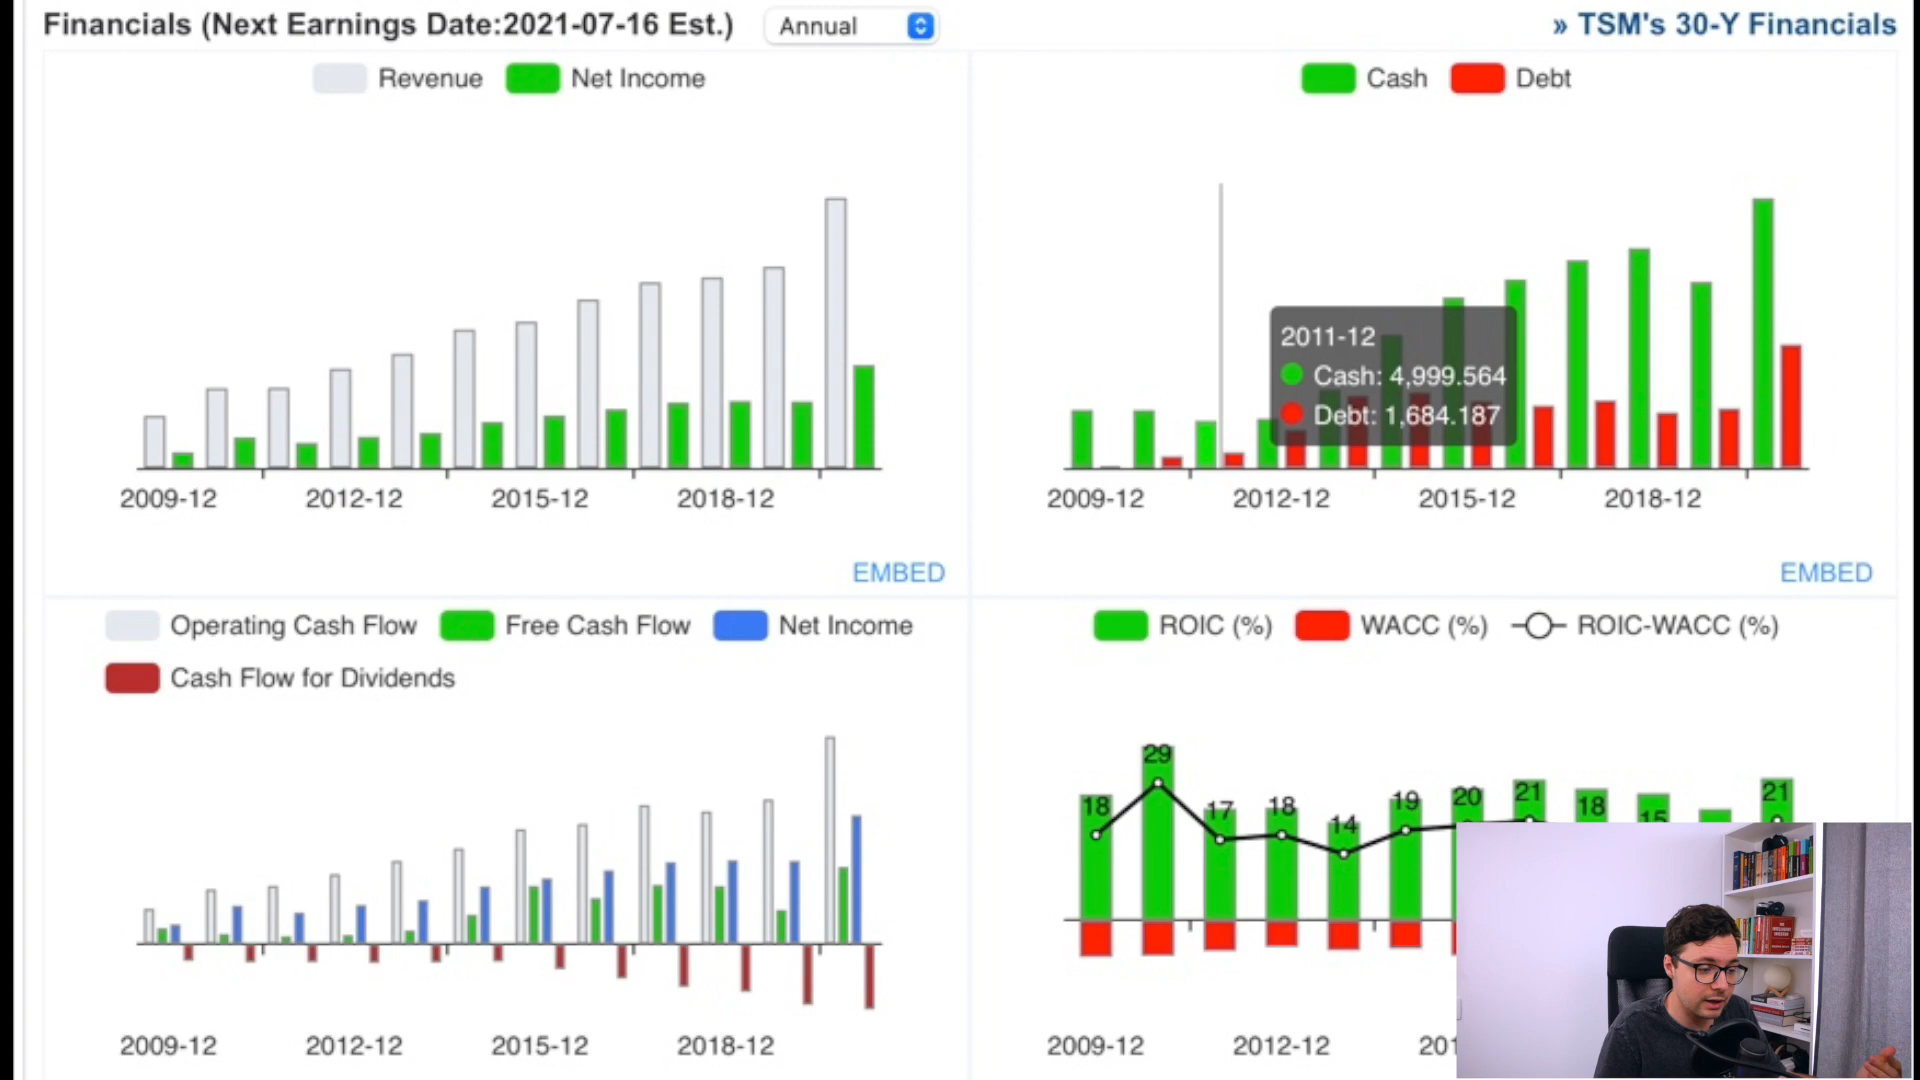 Financials (Next Earnings Date:2021-07-16 Est.)
Annual
» TSM's 30-Y Financials
Revenue
Net Income
2009-12
2012-12
2015-12
2018-12
EMBED
Cash
Debt
2011-12
Cash: 4,999.564
Debt: 1,684.187
2009-12
2012-12
2015-12
2018-12
EMBED
Operating Cash Flow
Free Cash Flow
Net Income
Cash Flow for Dividends
2009-12
2012-12
2015-12
2018-12
ROIC (%)
WACC (%)
ROIC-WACC (%)
18
29
17
18
14
19
20
21
18
15
21
2009-12
2012-12
201